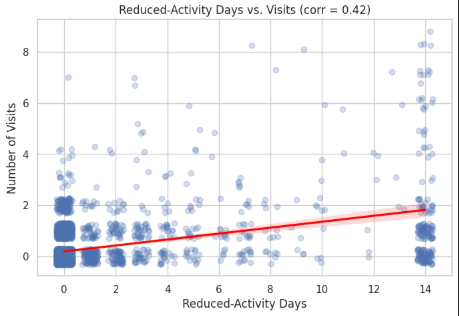 Reduced-Activity Days vs. Visits (corr = 0.42)
Number of Visits
8
6
4
2
0
0 2 4 6 8 10 12 14
Reduced-Activity Days